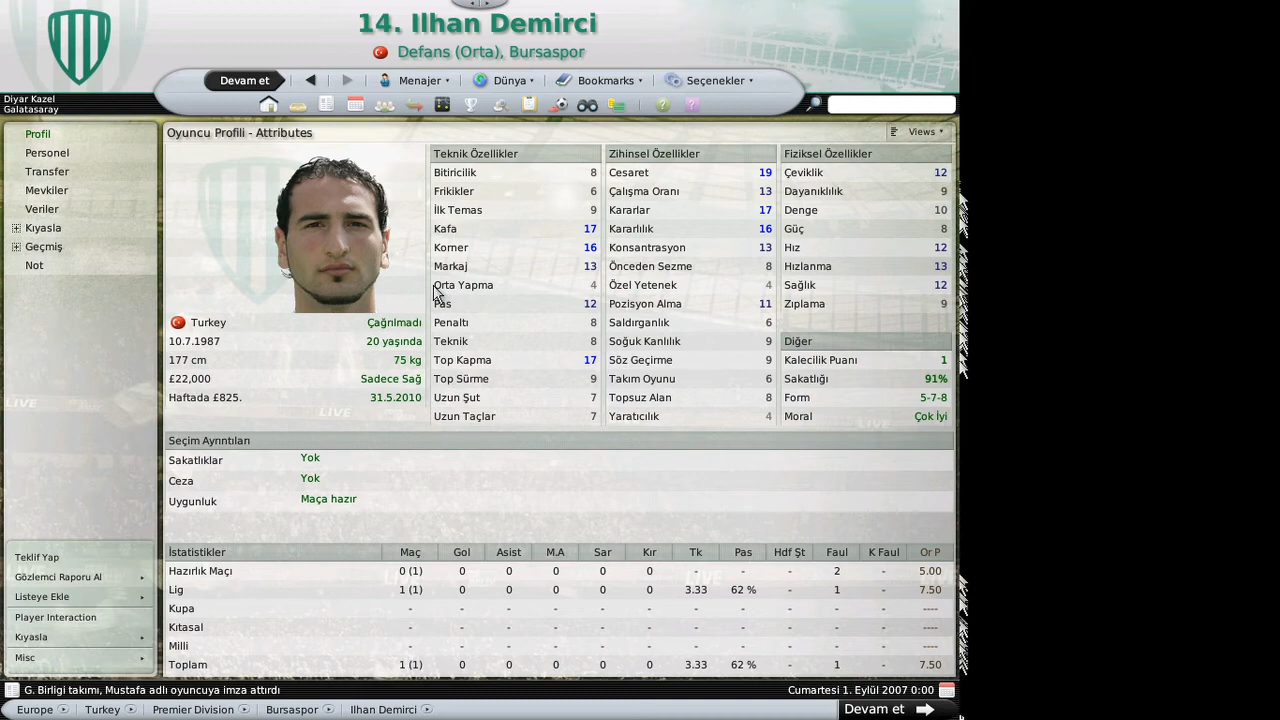 14. Ilhan Demirci
Defans (Orta), Bursaspor
Devam et Menajer Dünya Bookmarks Seçenekler
Diyar Kazel
Galatasaray
Profil
Personel
Transfer
Mevkiler
Veriler
Kıyasla
Geçmiş
Not
Oyuncu Profili - Attributes Views
Turkey Çağrılmadı
10.7.1987 20 yaşında
177 cm 75 kg
£22,000 Sadece Sağ
Haftada £825. 31.5.2010
Teknik Özellikler
Bitiricilik 8
Frikikler 6
İlk Temas 9
Kafa 17
Korner 16
Markaj 13
Orta Yapma 4
Pas 12
Penaltı 8
Teknik 8
Top Kapma 17
Top Sürme 9
Uzun Şut 7
Uzun Taçlar 7
Zihinsel Özellikler
Cesaret 19
Çalışma Oranı 13
Kararlar 17
Kararlılık 16
Konsantrasyon 13
Önceden Sezme 8
Özel Yetenek 4
Pozisyon Alma 11
Saldırganlık 6
Soğuk Kanlılık 9
Söz Geçirme 9
Takım Oyunu 6
Topsuz Alan 8
Yaratıcılık 4
Fiziksel Özellikler
Çeviklik 12
Dayanıklılık 9
Denge 10
Güç 8
Hız 12
Hızlanma 13
Sağlık 12
Zıplama 9
Diğer
Kalecilik Puanı 1
Sakatlığı 91%
Form 5-7-8
Moral Çok İyi
Seçim Ayrıntıları
Sakatlıklar Yok
Ceza Yok
Uygunluk Maça hazır
İstatistikler Maç Gol Asist M.A Sar Kır Tk Pas Hdf Şt Faul K Faul Or P
Hazırlık Maçı 0 (1) 0 0 0 0 0 - - - 2 - 5.00
Lig 1 (1) 0 0 0 0 0 3.33 62 % - 1 - 7.50
Kupa - - - - - - - - - - - ----
Kıtasal - - - - - - - - - - - ----
Milli - - - - - - - - - - - ----
Toplam 1 (1) 0 0 0 0 0 3.33 62 % - 1 - 7.50
Teklif Yap
Gözlemci Raporu Al
Listeye Ekle
Player Interaction
Kıyasla
Misc
G. Birligi takımı, Mustafa adlı oyuncuya imza attırdı Cumartesi 1. Eylül 2007 0:00
Europe Turkey Premier Division Bursaspor Ilhan Demirci Devam et